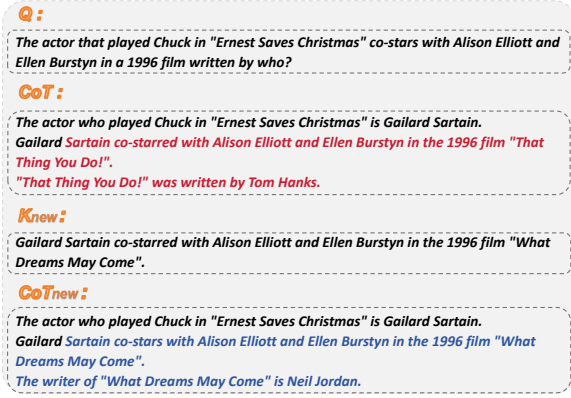 Q :
The actor that played Chuck in "Ernest Saves Christmas" co-stars with Alison Elliott and
Ellen Burstyn in a 1996 film written by who?
CoT :
The actor who played Chuck in "Ernest Saves Christmas" is Gailard Sartain.
Gailard Sartain co-starred with Alison Elliott and Ellen Burstyn in the 1996 film "That
Thing You Do!".
"That Thing You Do!" was written by Tom Hanks.
Knew :
Gailard Sartain co-starred with Alison Elliott and Ellen Burstyn in the 1996 film "What
Dreams May Come".
CoTnew :
The actor who played Chuck in "Ernest Saves Christmas" is Gailard Sartain.
Gailard Sartain co-stars with Alison Elliott and Ellen Burstyn in the 1996 film "What
Dreams May Come".
The writer of "What Dreams May Come" is Neil Jordan.